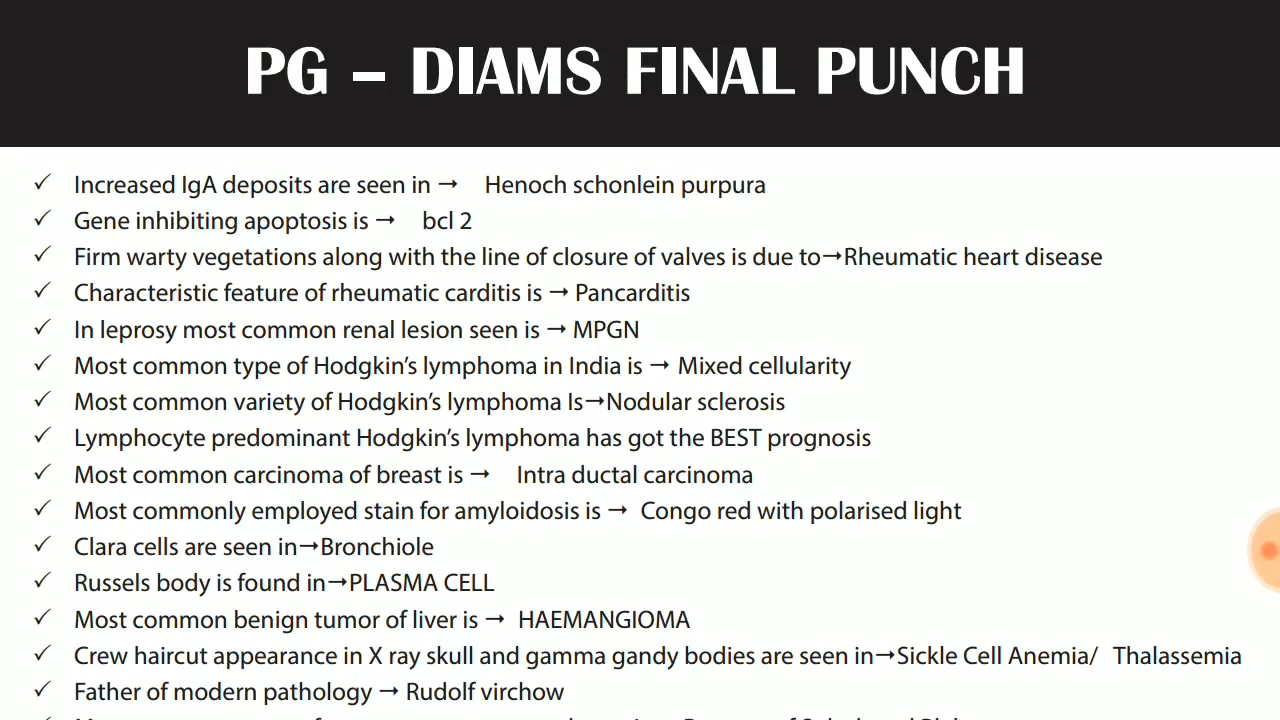 PG – DIAMS FINAL PUNCH
✓ Increased IgA deposits are seen in → Henoch schonlein purpura
✓ Gene inhibiting apoptosis is → bcl 2
✓ Firm warty vegetations along with the line of closure of valves is due to→Rheumatic heart disease
✓ Characteristic feature of rheumatic carditis is → Pancarditis
✓ In leprosy most common renal lesion seen is → MPGN
✓ Most common type of Hodgkin’s lymphoma in India is → Mixed cellularity
✓ Most common variety of Hodgkin’s lymphoma Is→Nodular sclerosis
✓ Lymphocyte predominant Hodgkin’s lymphoma has got the BEST prognosis
✓ Most common carcinoma of breast is → Intra ductal carcinoma
✓ Most commonly employed stain for amyloidosis is → Congo red with polarised light
✓ Clara cells are seen in→Bronchiole
✓ Russels body is found in→PLASMA CELL
✓ Most common benign tumor of liver is → HAEMANGIOMA
✓ Crew haircut appearance in X ray skull and gamma gandy bodies are seen in→Sickle Cell Anemia/ Thalassemia
✓ Father of modern pathology → Rudolf virchow